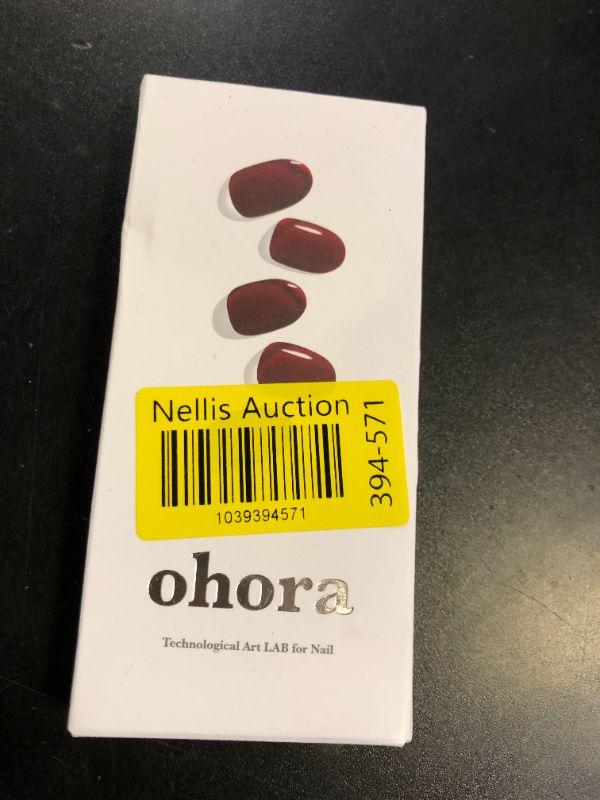 Nellis Auction
394-571
1039394571
ohora
Technological Art LAB for Nail